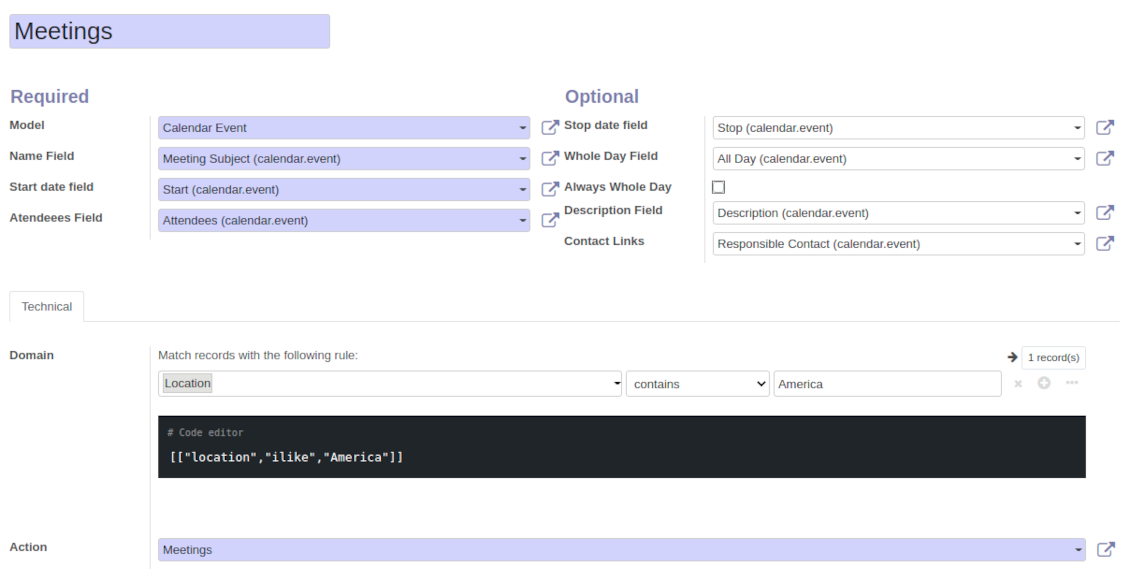 Meetings
Required
Optional
Model
Calendar Event
Stop date field
Stop (calendar.event)
Name Field
Meeting Subject (calendar.event)
Whole Day Field
All Day (calendar.event)
Start date field
Start (calendar.event)
Always Whole Day
Atendeees Field
Attendees (calendar.event)
Description Field
Description (calendar.event)
Contact Links
Responsible Contact (calendar.event)
Technical
Domain
Match records with the following rule:
1 record(s)
Location
contains
America
# Code editor
[["location","ilike","America"]]
Action
Meetings